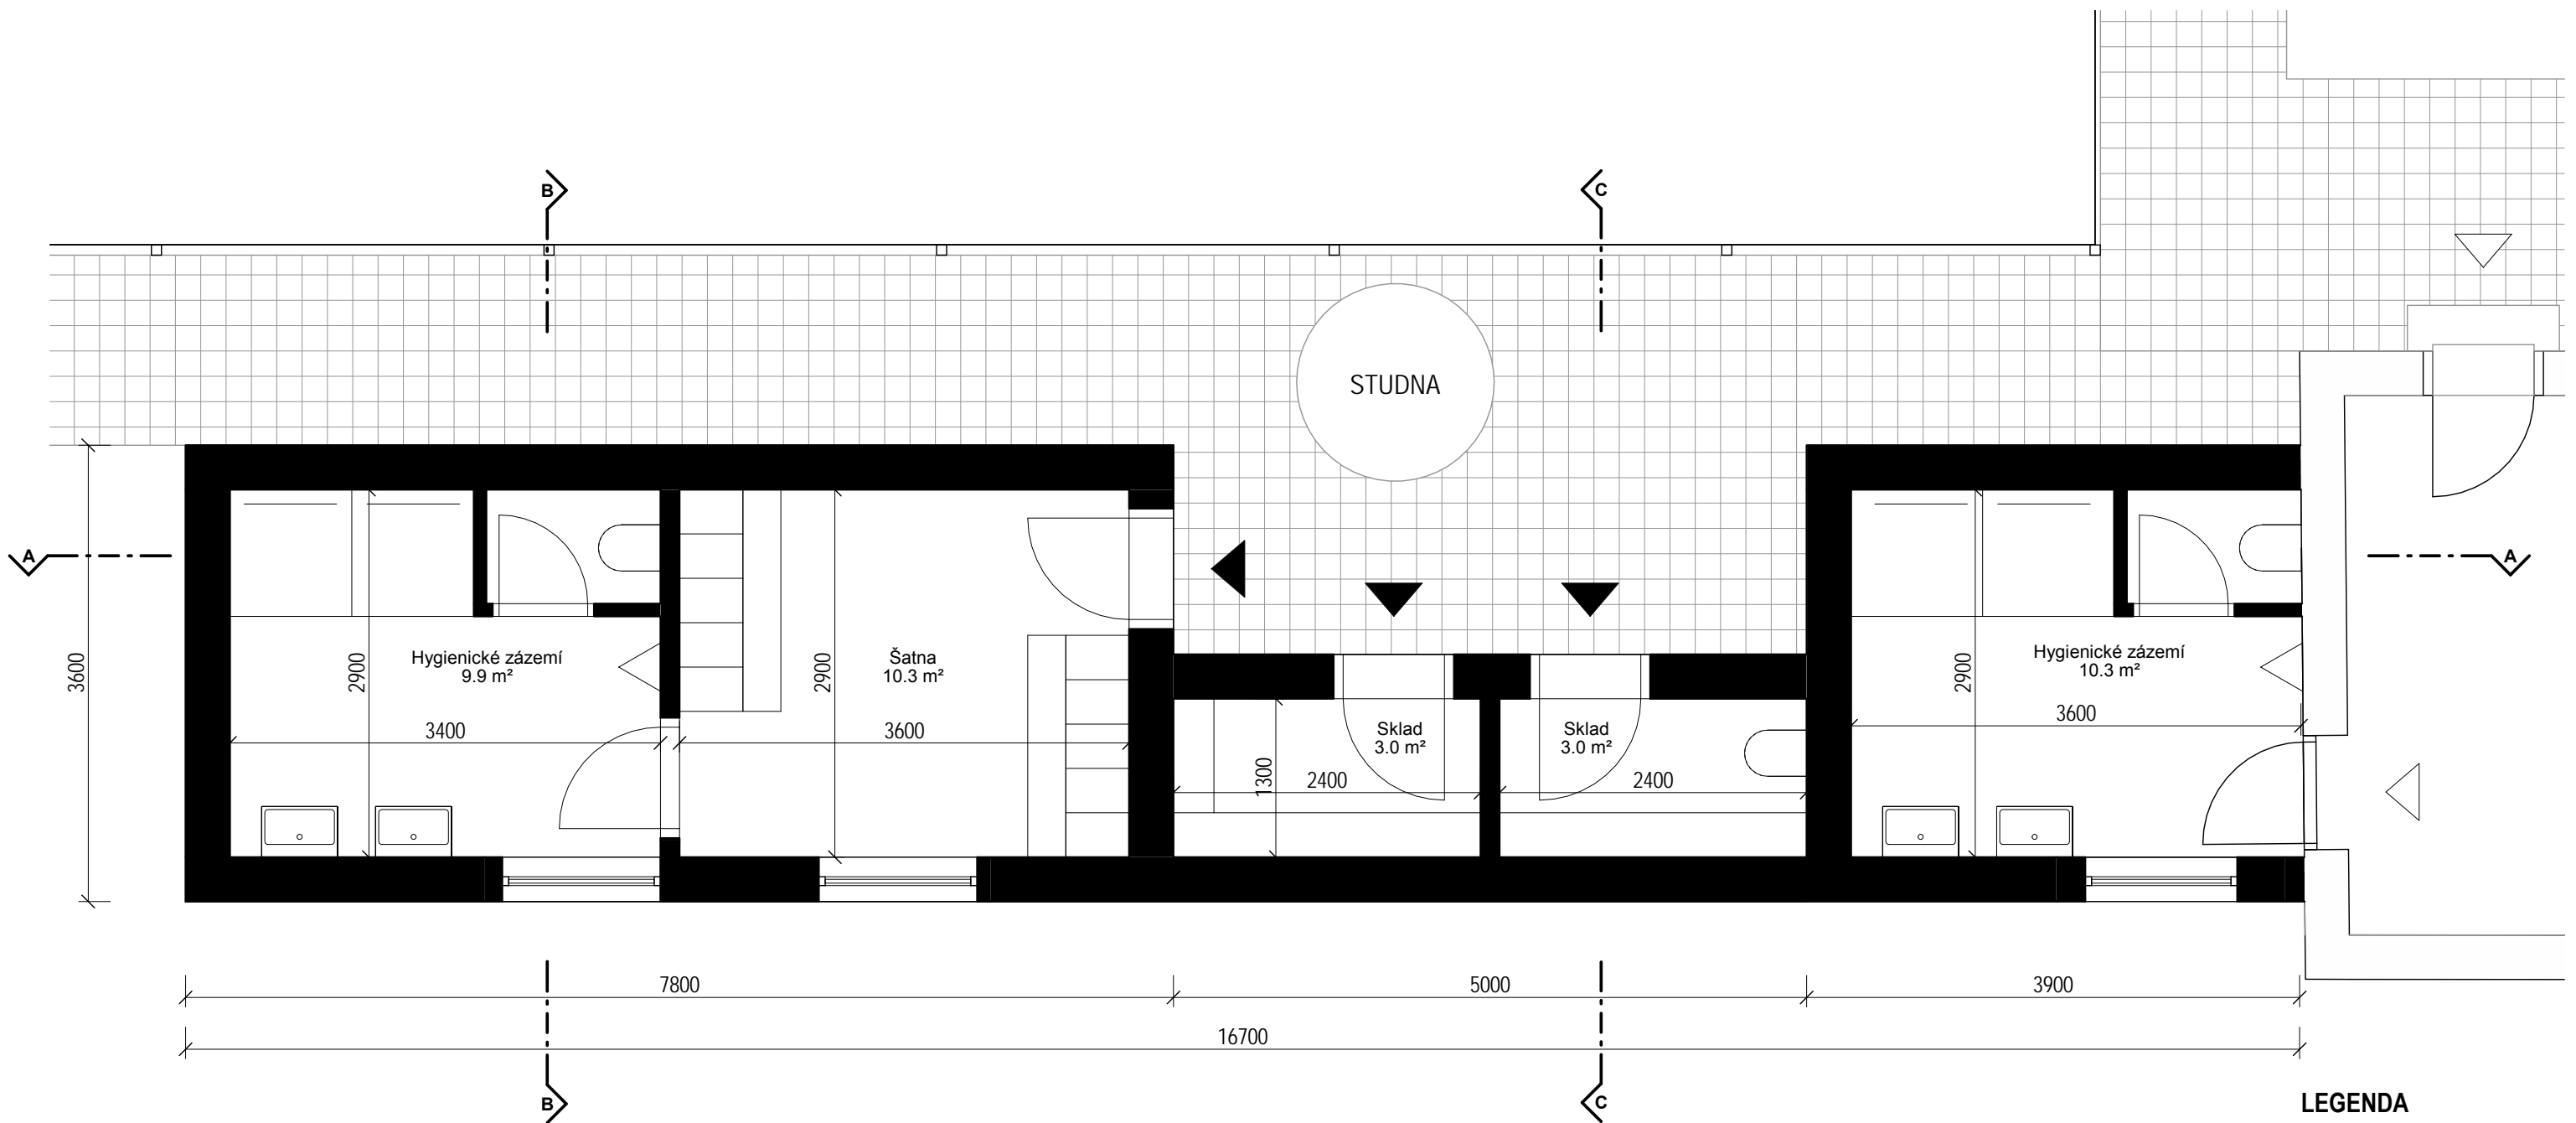 B
C
STUDNA
A
A
3600
2900
Hygienické zázemí
9.9 m²
3400
2900
Šatna
10.3 m²
3600
1300
Sklad
3.0 m²
2400
Sklad
3.0 m²
2400
2900
Hygienické zázemí
10.3 m²
3600
7800
5000
3900
16700
B
C
LEGENDA